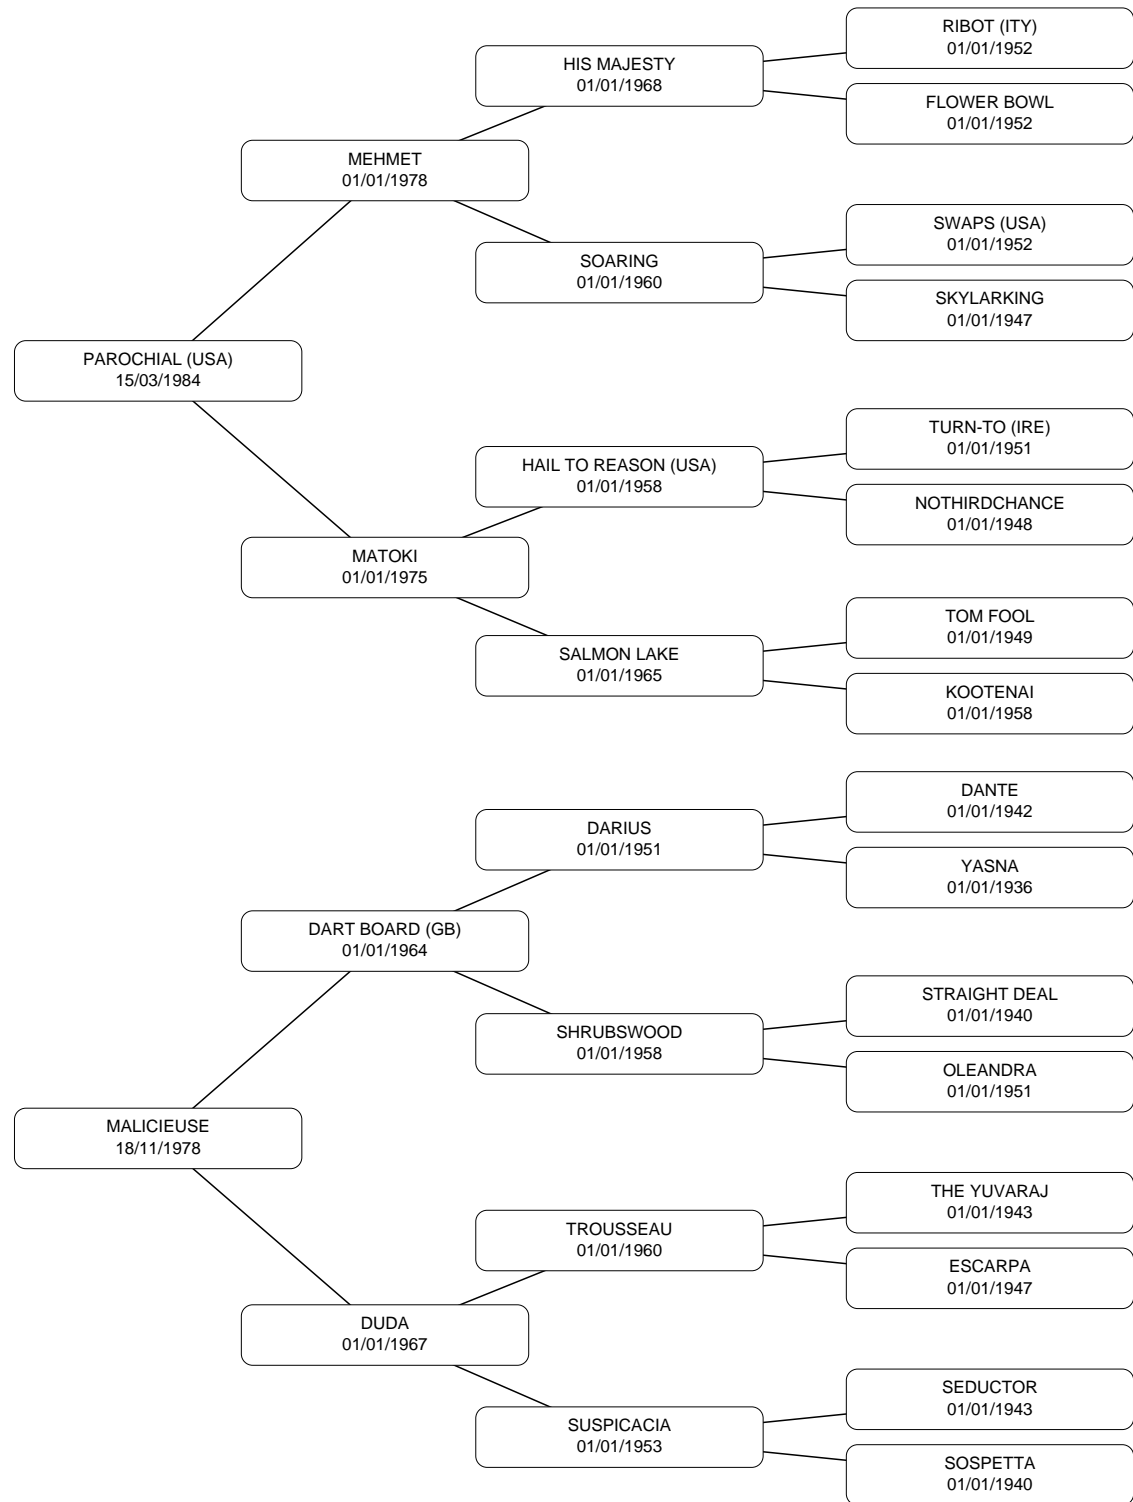 RIBOT (ITY)
01/01/1952
HIS MAJESTY
01/01/1968
FLOWER BOWL
01/01/1952
MEHMET
01/01/1978
SWAPS (USA)
01/01/1952
SOARING
01/01/1960
SKYLARKING
01/01/1947
PAROCHIAL (USA)
15/03/1984
TURN-TO (IRE)
01/01/1951
HAIL TO REASON (USA)
01/01/1958
NOTHIRDCHANCE
01/01/1948
MATOKI
01/01/1975
TOM FOOL
01/01/1949
SALMON LAKE
01/01/1965
KOOTENAI
01/01/1958
DANTE
01/01/1942
DARIUS
01/01/1951
YASNA
01/01/1936
DART BOARD (GB)
01/01/1964
STRAIGHT DEAL
01/01/1940
SHRUBSWOOD
01/01/1958
OLEANDRA
01/01/1951
MALICIEUSE
18/11/1978
THE YUVARAJ
01/01/1943
TROUSSEAU
01/01/1960
ESCARPA
01/01/1947
DUDA
01/01/1967
SEDUCTOR
01/01/1943
SUSPICACIA
01/01/1953
SOSPETTA
01/01/1940